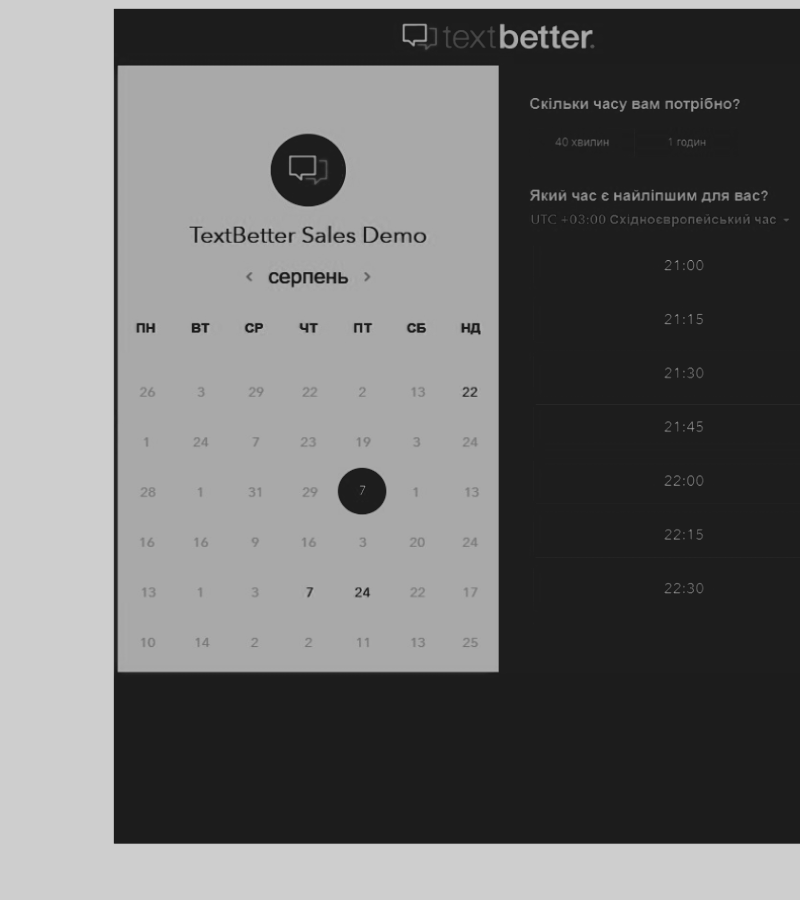 textbetter.
TextBetter Sales Demo
‹ серпень ›
ПН ВТ СР ЧТ ПТ СБ НД
26 3 29 22 2 13 22
1 24 7 23 19 3 24
28 1 31 29 7 1 13
16 16 9 16 3 20 24
13 1 3 7 24 22 17
10 14 2 2 11 13 25
Скільки часу вам потрібно?
40 хвилин 1 годин
Який час є найліпшим для вас?
UTC +03:00 Східноєвропейський час
21:00
21:15
21:30
21:45
22:00
22:15
22:30